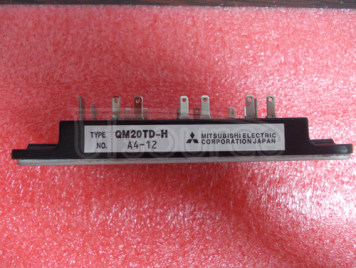 TYPE QM20TD-H
NO. A4-12
MITSUBISHI ELECTRIC
CORPORATION JAPAN